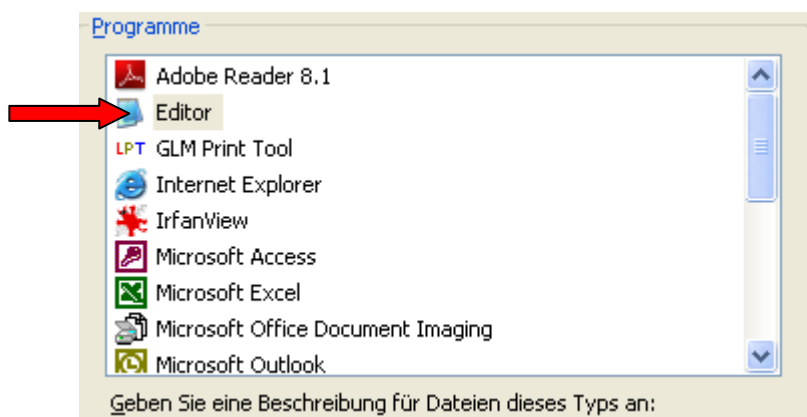 Programme
Adobe Reader 8.1
Editor
LPT GLM Print Tool
Internet Explorer
IrfanView
Microsoft Access
Microsoft Excel
Microsoft Office Document Imaging
Microsoft Outlook
Geben Sie eine Beschreibung für Dateien dieses Typs an: